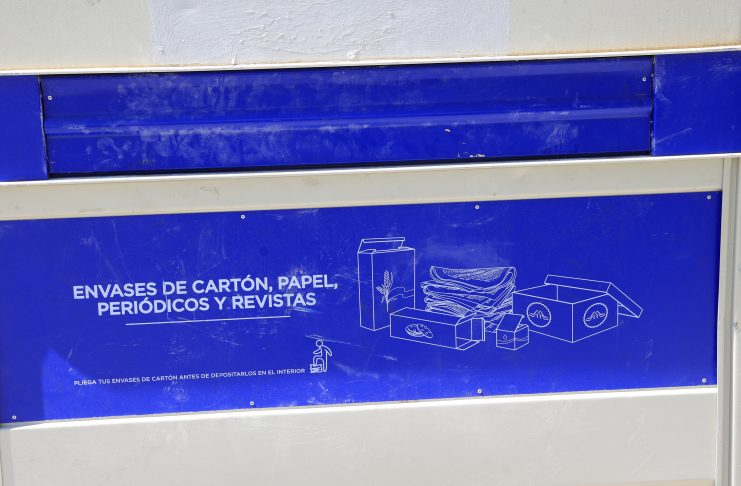 ENVASES DE CARTÓN, PAPEL,
PERIÓDICOS Y REVISTAS
PLIEGA TUS ENVASES DE CARTÓN ANTES DE DEPOSITARLOS EN EL INTERIOR